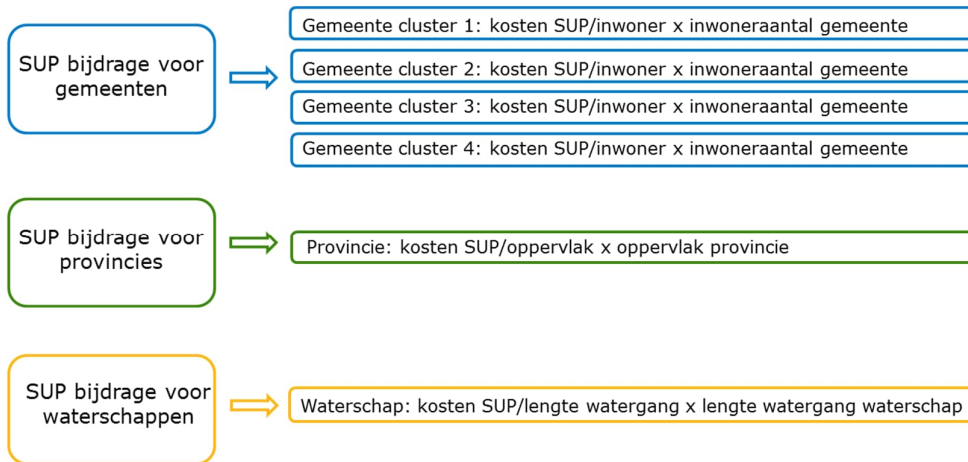 SUP bijdrage voor
gemeenten
Gemeente cluster 1: kosten SUP/inwoner x inwoneraantal gemeente
Gemeente cluster 2: kosten SUP/inwoner x inwoneraantal gemeente
Gemeente cluster 3: kosten SUP/inwoner x inwoneraantal gemeente
Gemeente cluster 4: kosten SUP/inwoner x inwoneraantal gemeente
SUP bijdrage voor
provincies
Provincie: kosten SUP/oppervlak x oppervlak provincie
SUP bijdrage voor
waterschappen
Waterschap: kosten SUP/lengte watergang x lengte watergang waterschap